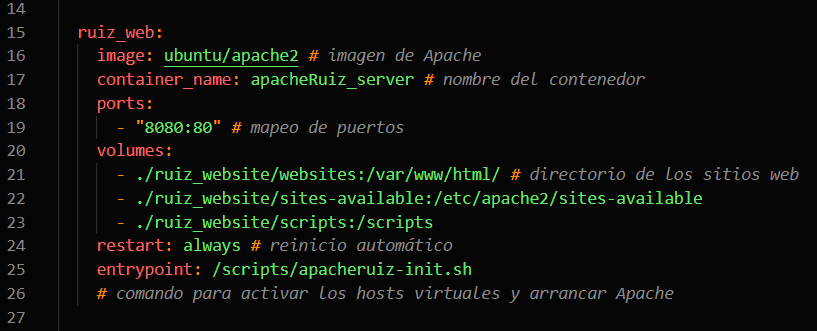 14
15 ruiz_web:
16 image: ubuntu/apache2 # imagen de Apache
17 container_name: apacheRuiz_server # nombre del contenedor
18 ports:
19 - "8080:80" # mapeo de puertos
20 volumes:
21 - ./ruiz_website/websites:/var/www/html/ # directorio de los sitios web
22 - ./ruiz_website/sites-available:/etc/apache2/sites-available
23 - ./ruiz_website/scripts:/scripts
24 restart: always # reinicio automático
25 entrypoint: /scripts/apacheruiz-init.sh
26 # comando para activar los hosts virtuales y arrancar Apache
27